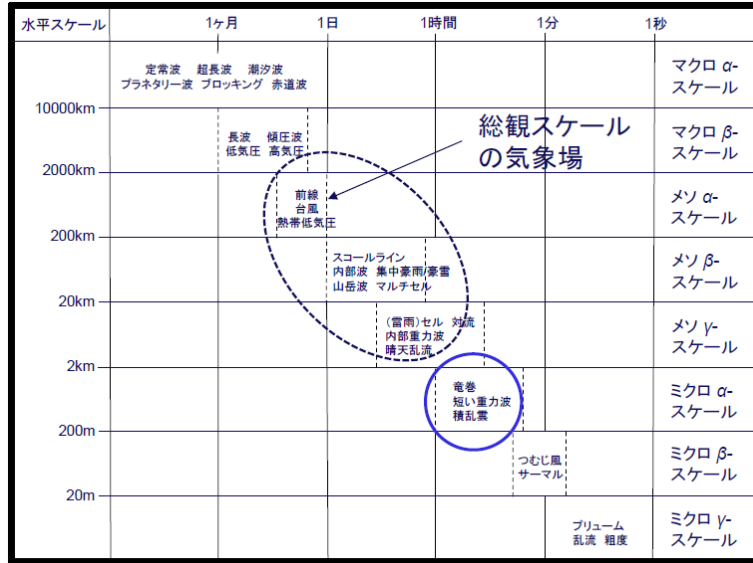 水平スケール 1ヶ月 1日 1時間 1分 1秒
定常波 超長波 潮汐波
プラネタリー波 ブロッキング 赤道波
マクロ α-
スケール
10000km
長波 傾圧波
低気圧 高気圧
総観スケール
の気象場
マクロ β-
スケール
2000km
前線
台風
熱帯低気圧
メソ α-
スケール
200km
スコールライン
内部波 集中豪雨/豪雪
山岳波 マルチセル
メソ β-
スケール
20km
(雷雨)セル 対流
内部重力波
晴天乱流
メソ γ-
スケール
2km
竜巻
短い重力波
積乱雲
ミクロ α-
スケール
200m
つむじ風
サーマル
ミクロ β-
スケール
20m
プリューム
乱流 粗度
ミクロ γ-
スケール